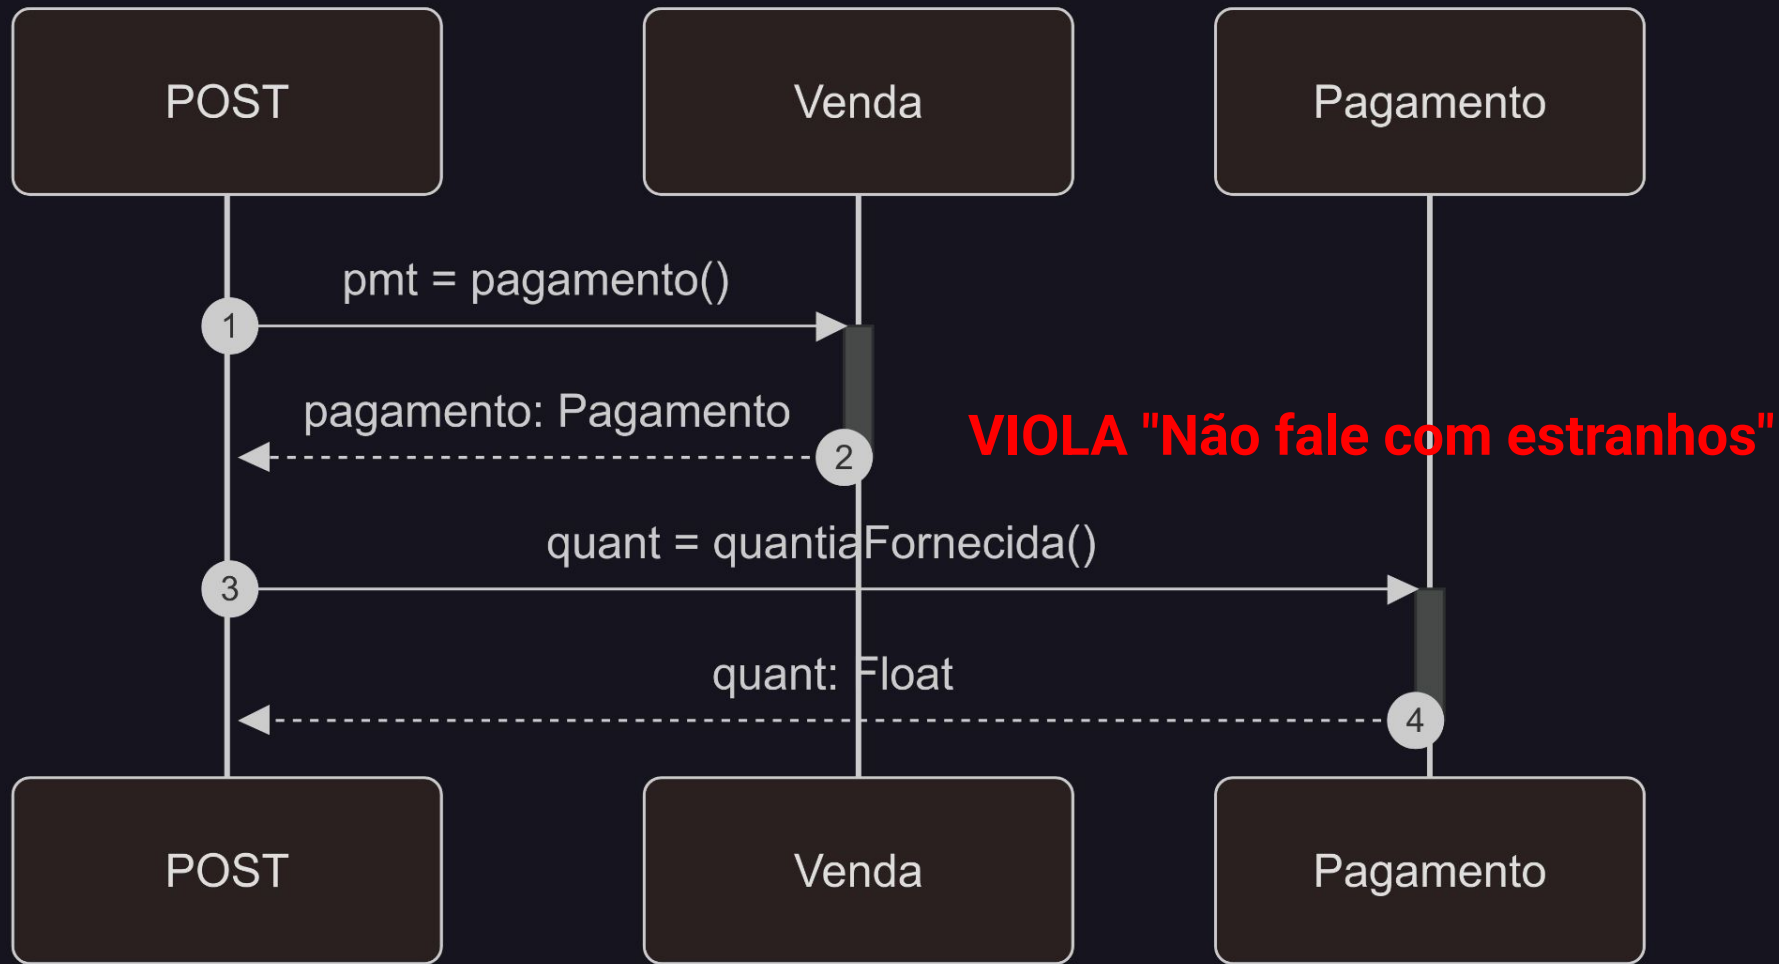 POST
Venda
Pagamento
pmt = pagamento()
1
pagamento: Pagamento
2
VIOLA "Não fale com estranhos"
quant = quantiaFornecida()
3
quant: Float
4
POST
Venda
Pagamento